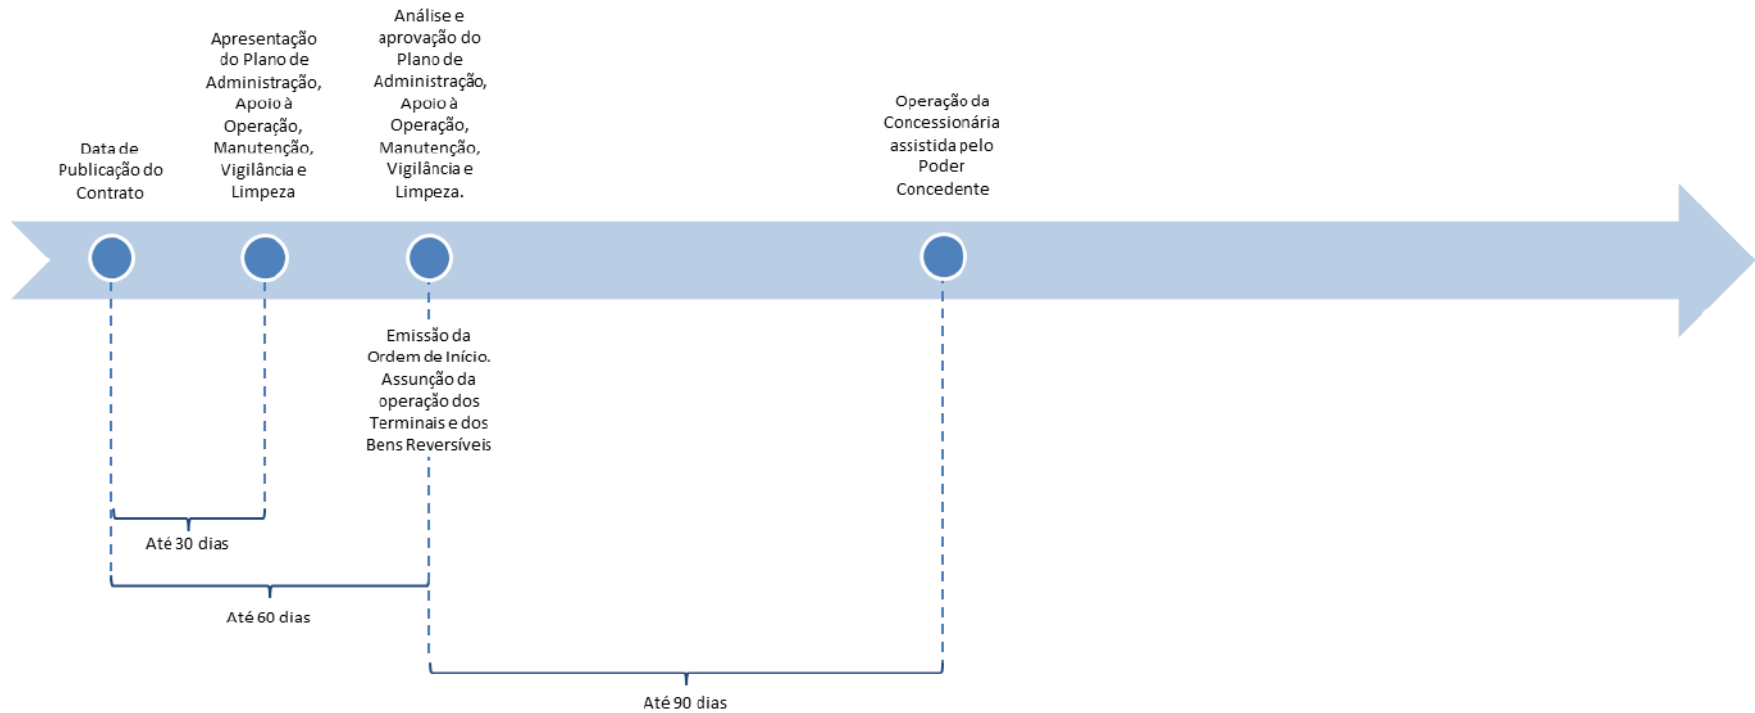 Data de
Publicação do
Contrato
Apresentação
do Plano de
Administração,
Apoio à
Operação,
Manutenção,
Vigilância e
Limpeza
Análise e
aprovação do
Plano de
Administração,
Apoio à
Operação,
Manutenção,
Vigilância e
Limpeza.
Operação da
Concessionária
assistida pelo
Poder
Concedente
Emissão da
Ordem de Início.
Assunção da
operação dos
Terminais e dos
Bens Reversíveis
Até 30 dias
Até 60 dias
Até 90 dias